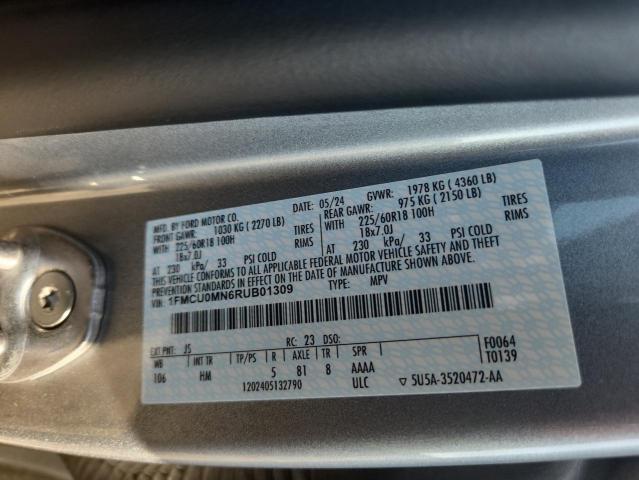 MFD. BY FORD MOTOR CO.
DATE: 05/24 GVWR: 1978 KG ( 4360 LB)
FRONT GAWR: 1030 KG ( 2270 LB) REAR GAWR: 975 KG ( 2150 LB)
WITH 225/60R18 100H TIRES WITH 225/60R18 100H TIRES
18x7.0J RIMS 18x7.0J RIMS
AT 230 kPa/ 33 PSI COLD AT 230 kPa/ 33 PSI COLD
THIS VEHICLE CONFORMS TO ALL APPLICABLE FEDERAL MOTOR VEHICLE SAFETY AND THEFT
PREVENTION STANDARDS IN EFFECT ON THE DATE OF MANUFACTURE SHOWN ABOVE.
VIN: 1FMCU0MN6RUB01309 TYPE: MPV
EXT PNT: JS RC: 23 DSO: F0064
WB INT TR TP/PS R AXLE TR SPR T0139
106 HM 5 81 8 AAAA
1202405132790 ULC ▽ 5U5A-3520472-AA